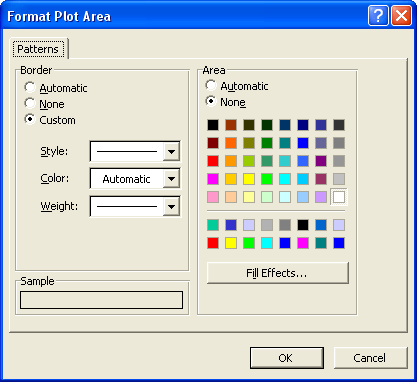 Format Plot Area
Patterns
Border
Automatic
None
Custom
Style:
Color: Automatic
Weight:
Sample
Area
Automatic
None
Fill Effects...
OK Cancel